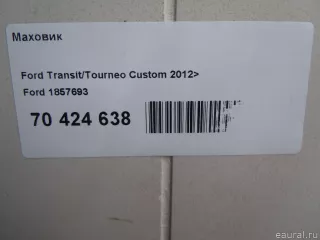 Маховик
Ford Transit/Tourneo Custom 2012>
Ford 1857693
70 424 638
eaural.ru